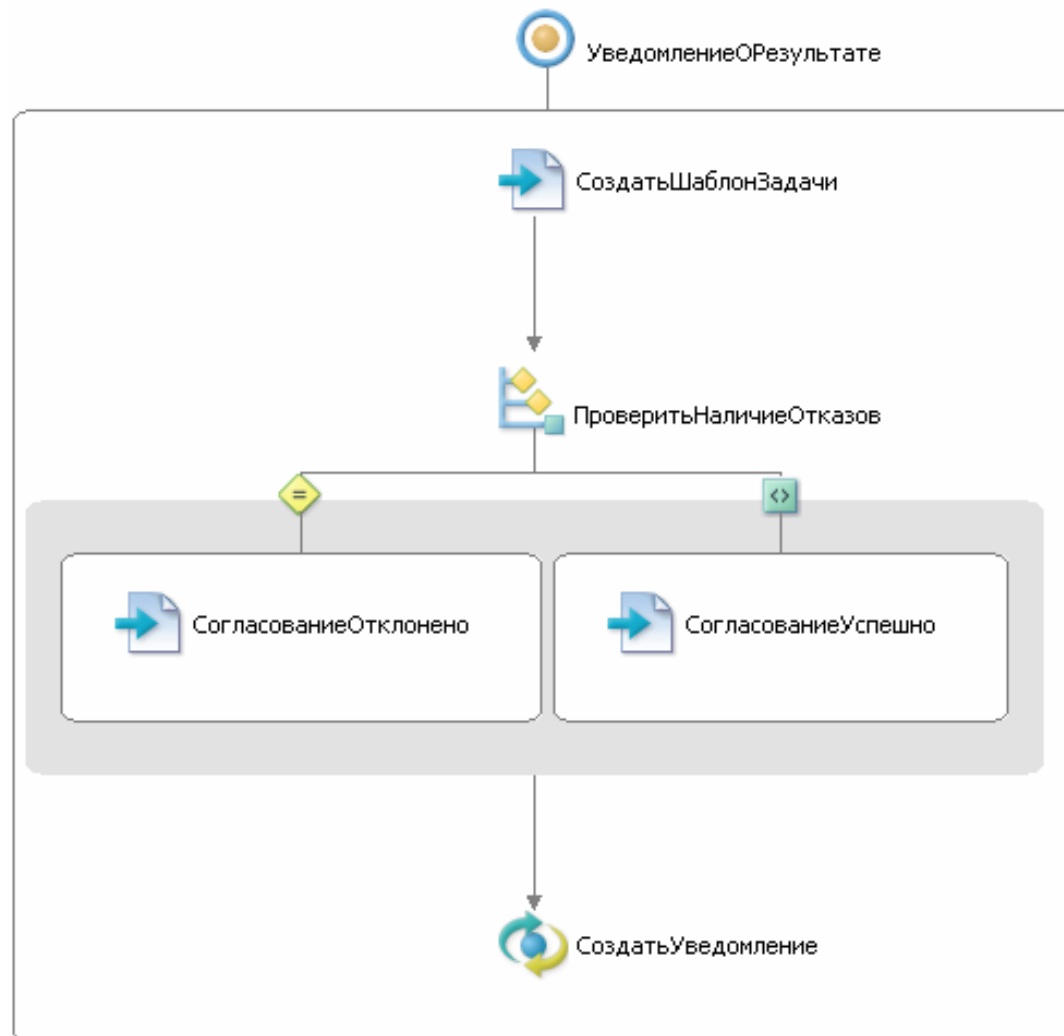 УведомлениеОРезультате
СоздатьШаблонЗадачи
ПроверитьНаличиеОтказов
=
<>
СогласованиеОтклонено
СогласованиеУспешно
СоздатьУведомление